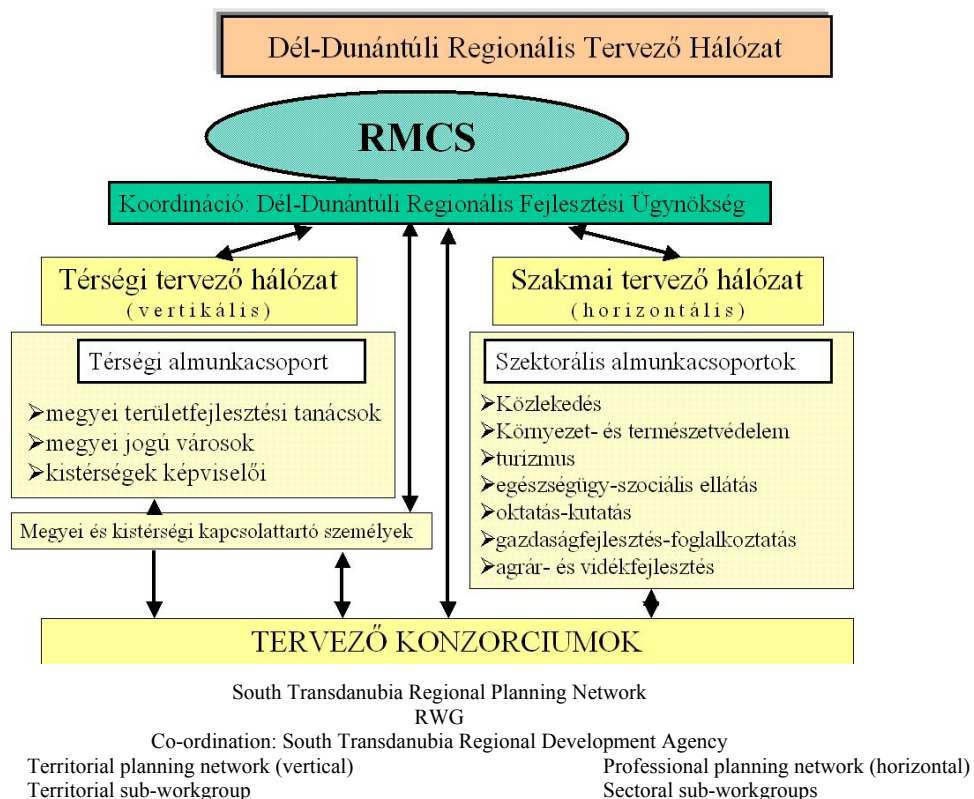 Dél-Dunántúli Regionális Tervező Hálózat
RMCS
Koordináció: Dél-Dunántúli Regionális Fejlesztési Ügynökség
Térségi tervező hálózat
(vertikális)
Térségi almunkacsoport
➢megyei területfejlesztési tanácsok
➢megyei jogú városok
➢kistérségek képviselői
Megyei és kistérségi kapcsolattartó személyek
Szakmai tervező hálózat
(horizontális)
Szektorális almunkacsoportok
➢Közlekedés
➢Környezet- és természetvédelem
➢turizmus
➢egészségügy-szociális ellátás
➢oktatás-kutatás
➢gazdaságfejlesztés-foglalkoztatás
➢agrár- és vidékfejlesztés
TERVEZŐ KONZORCIUMOK
South Transdanubia Regional Planning Network
RWG
Co-ordination: South Transdanubia Regional Development Agency
Territorial planning network (vertical) Professional planning network (horizontal)
Territorial sub-workgroup Sectoral sub-workgroups